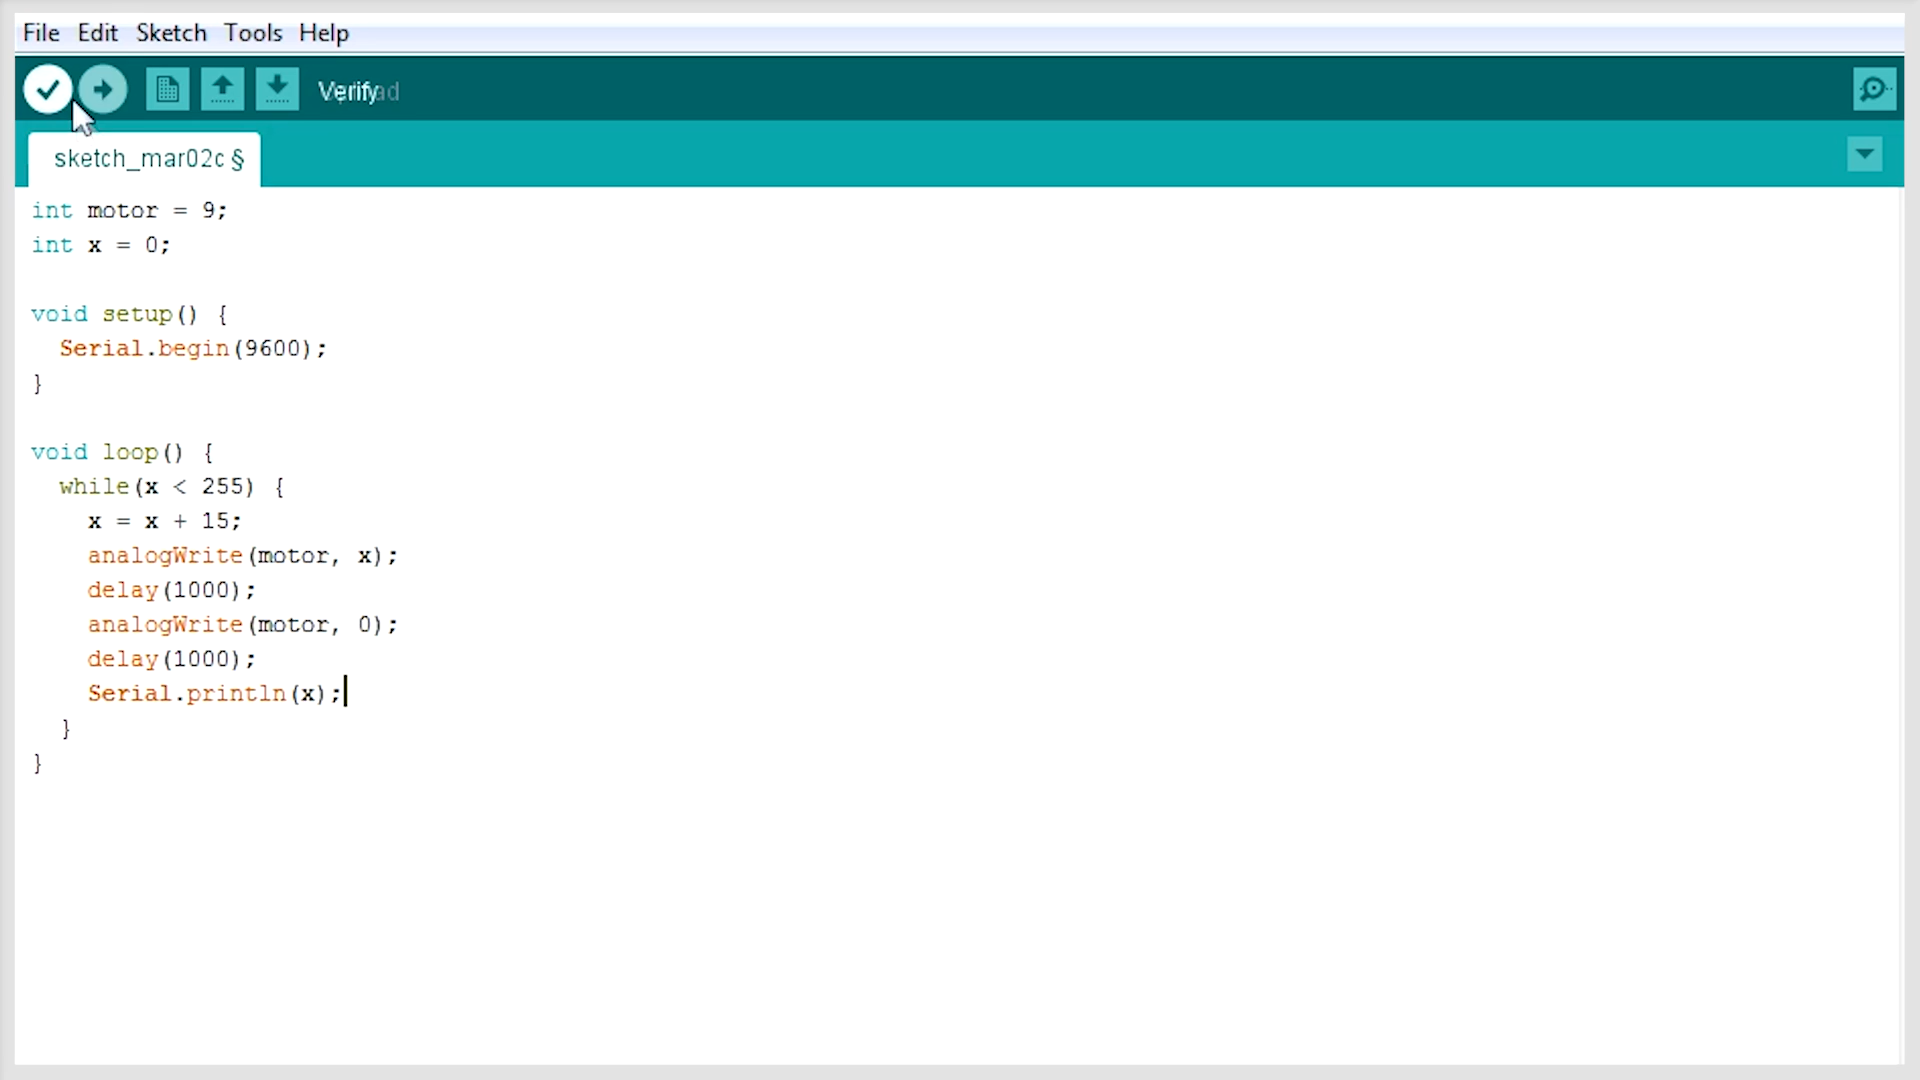 File Edit Sketch Tools Help
Verify
sketch_mar02c §
int motor = 9;
int x = 0;
void setup() {
Serial.begin(9600);
}
void loop() {
while(x < 255) {
x = x + 15;
analogWrite(motor, x);
delay(1000);
analogWrite(motor, 0);
delay(1000);
Serial.println(x);
}
}